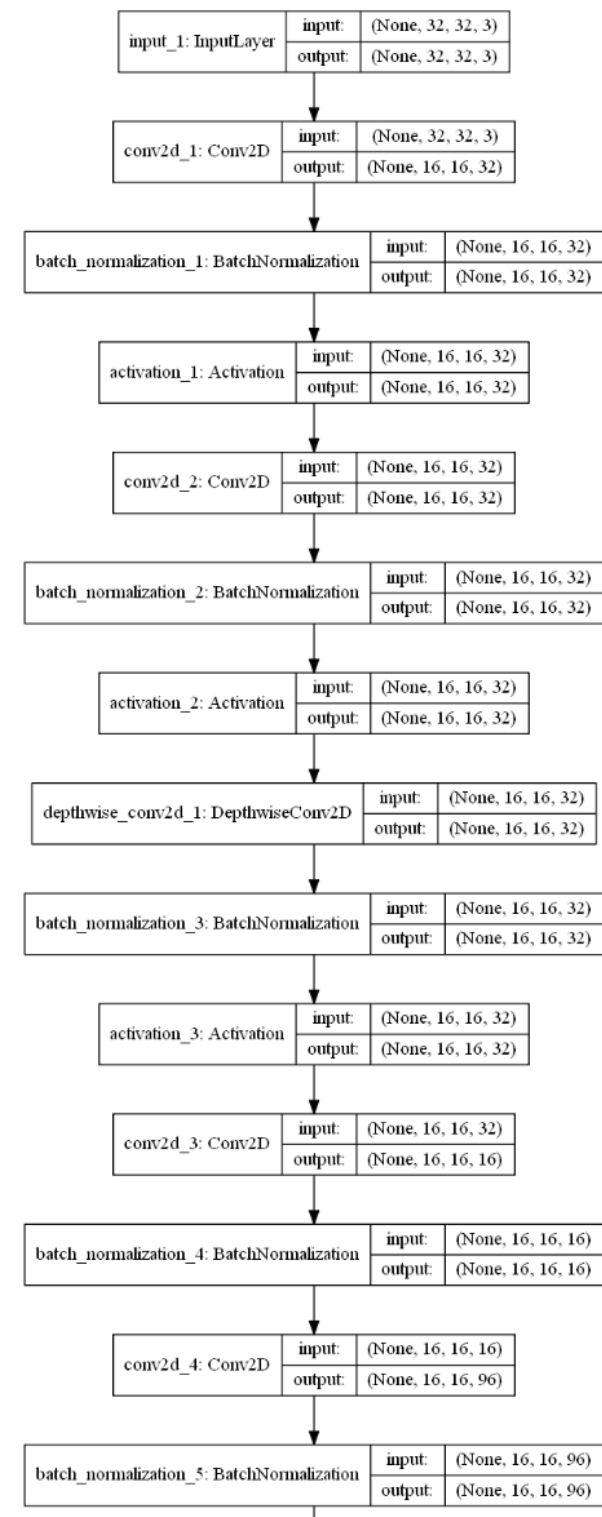 input_1: InputLayer
input: (None, 32, 32, 3)
output: (None, 32, 32, 3)
conv2d_1: Conv2D
input: (None, 32, 32, 3)
output: (None, 16, 16, 32)
batch_normalization_1: BatchNormalization
input: (None, 16, 16, 32)
output: (None, 16, 16, 32)
activation_1: Activation
input: (None, 16, 16, 32)
output: (None, 16, 16, 32)
conv2d_2: Conv2D
input: (None, 16, 16, 32)
output: (None, 16, 16, 32)
batch_normalization_2: BatchNormalization
input: (None, 16, 16, 32)
output: (None, 16, 16, 32)
activation_2: Activation
input: (None, 16, 16, 32)
output: (None, 16, 16, 32)
depthwise_conv2d_1: DepthwiseConv2D
input: (None, 16, 16, 32)
output: (None, 16, 16, 32)
batch_normalization_3: BatchNormalization
input: (None, 16, 16, 32)
output: (None, 16, 16, 32)
activation_3: Activation
input: (None, 16, 16, 32)
output: (None, 16, 16, 32)
conv2d_3: Conv2D
input: (None, 16, 16, 32)
output: (None, 16, 16, 16)
batch_normalization_4: BatchNormalization
input: (None, 16, 16, 16)
output: (None, 16, 16, 16)
conv2d_4: Conv2D
input: (None, 16, 16, 16)
output: (None, 16, 16, 96)
batch_normalization_5: BatchNormalization
input: (None, 16, 16, 96)
output: (None, 16, 16, 96)